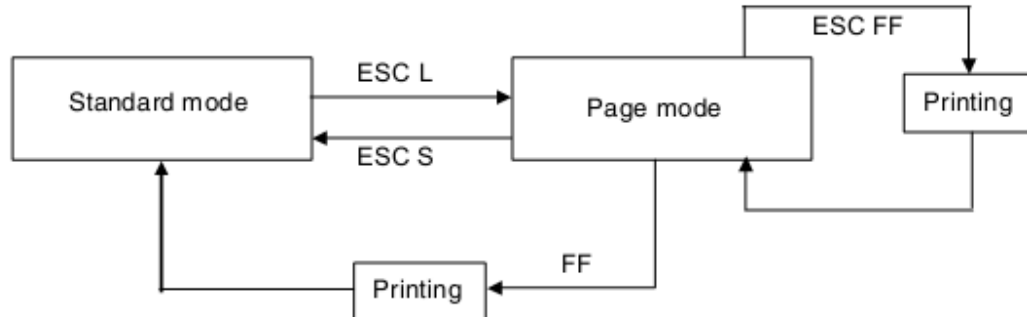 ESC FF
ESC L
Standard mode
Page mode
Printing
ESC S
FF
Printing